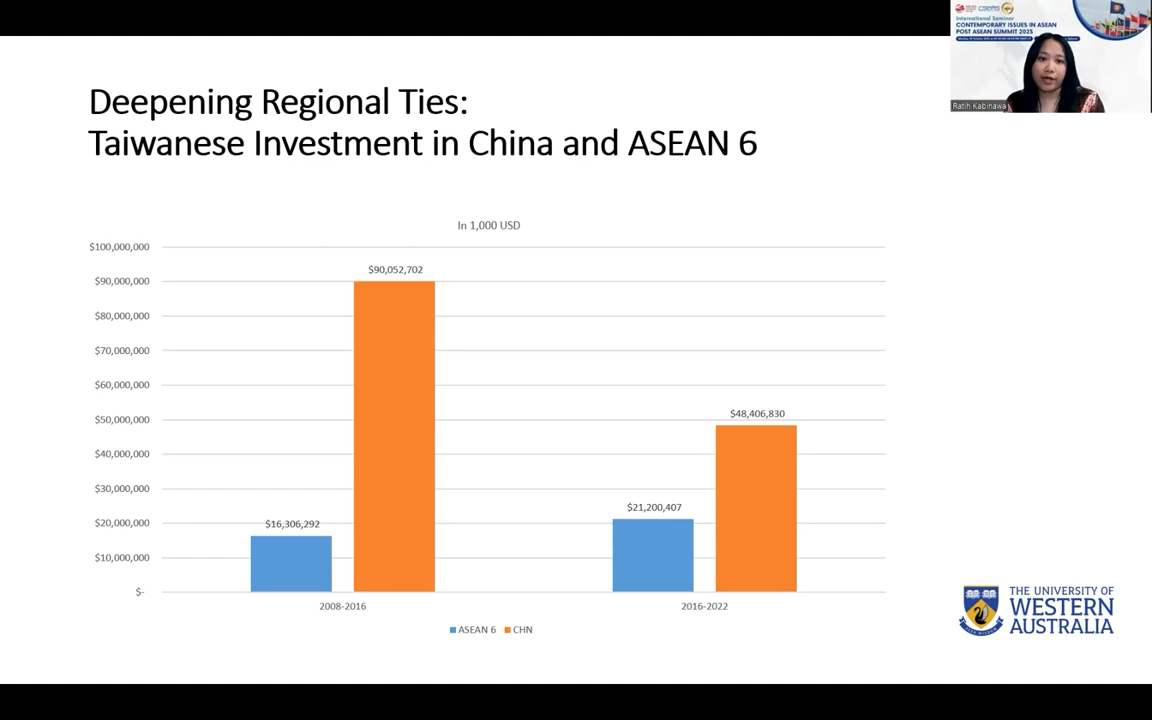 International Seminar
CONTEMPORARY ISSUES IN ASEAN
POST ASEAN SUMMIT 2025
Ratih Kabinawa
Deepening Regional Ties:
Taiwanese Investment in China and ASEAN 6
In 1,000 USD
$100,000,000
$90,000,000
$80,000,000
$70,000,000
$60,000,000
$50,000,000
$40,000,000
$30,000,000
$20,000,000
$10,000,000
$-
$16,306,292
$90,052,702
$21,200,407
$48,406,830
2008-2016
2016-2022
ASEAN 6
CHN
THE UNIVERSITY OF
WESTERN
AUSTRALIA